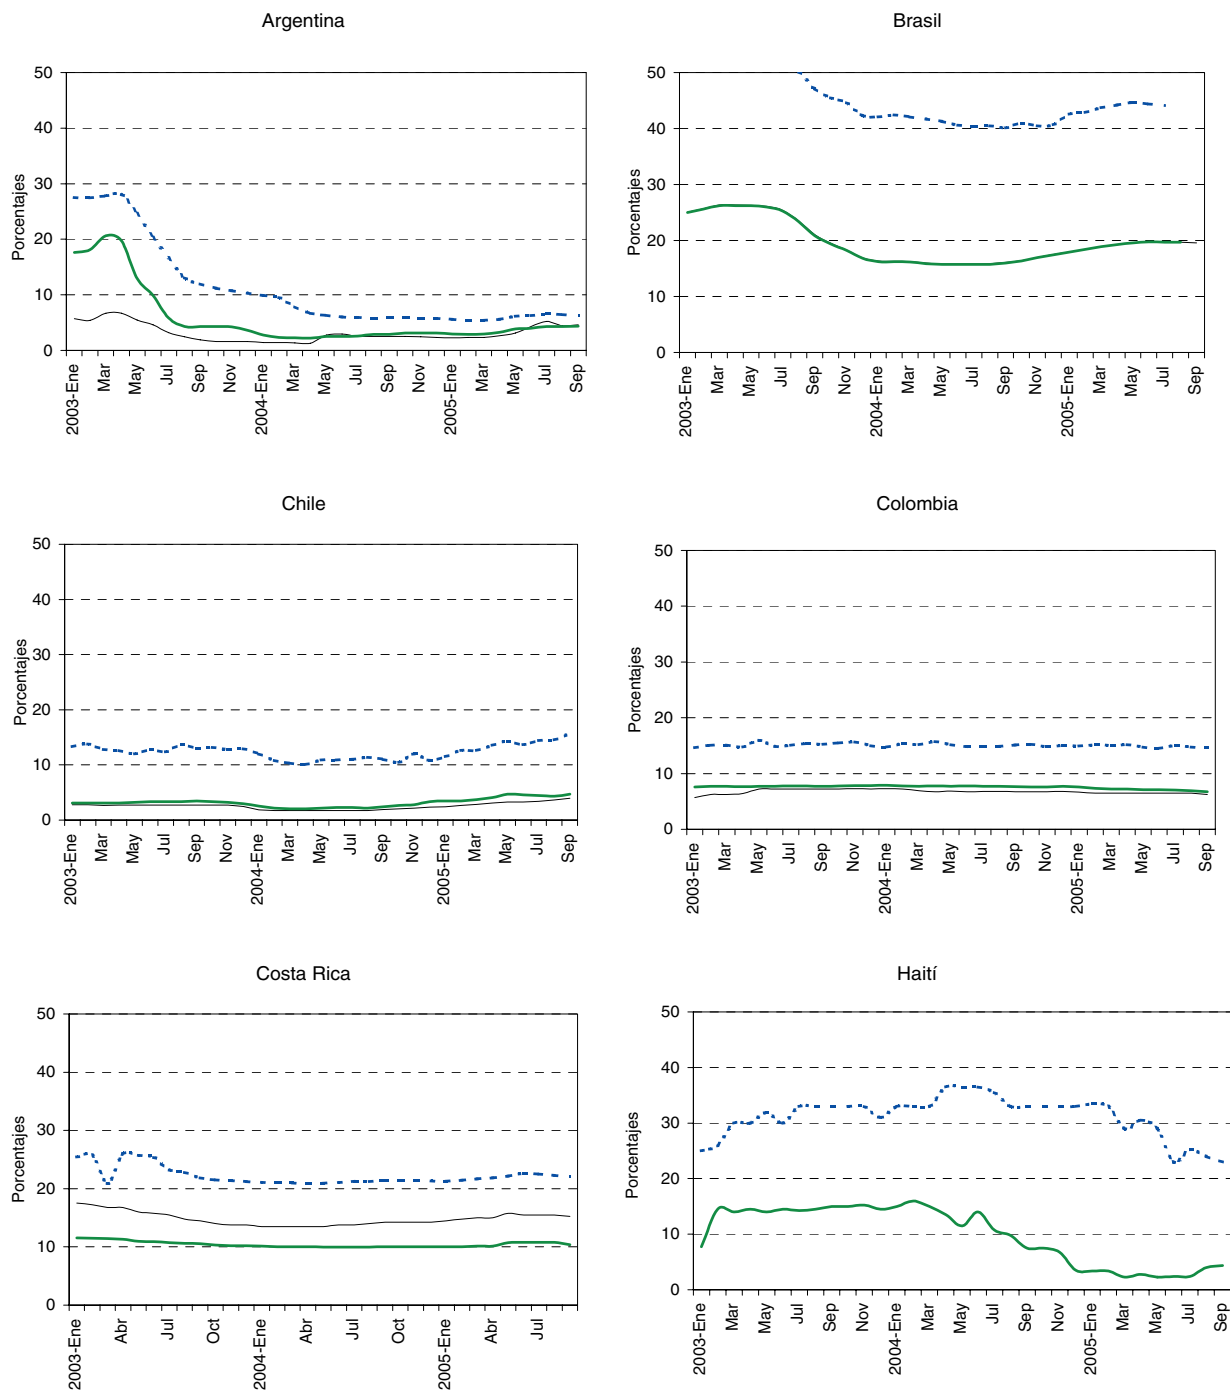 Argentina
50
40
30
20
10
0
Porcentajes
2003-Ene
Mar
May
Jul
Sep
Nov
2004-Ene
Mar
May
Jul
Sep
Nov
2005-Ene
Mar
May
Jul
Sep
Brasil
50
40
30
20
10
0
Porcentajes
2003-Ene
Mar
May
Jul
Sep
Nov
2004-Ene
Mar
May
Jul
Sep
Nov
2005-Ene
Mar
May
Jul
Sep
Chile
50
40
30
20
10
0
Porcentajes
2003-Ene
Mar
May
Jul
Sep
Nov
2004-Ene
Mar
May
Jul
Sep
Nov
2005-Ene
Mar
May
Jul
Sep
Colombia
50
40
30
20
10
0
Porcentajes
2003-Ene
Mar
May
Jul
Sep
Nov
2004-Ene
Mar
May
Jul
Sep
Nov
2005-Ene
Mar
May
Jul
Sep
Costa Rica
50
40
30
20
10
0
Porcentajes
2003-Ene
Abr
Jul
Oct
2004-Ene
Abr
Jul
Oct
2005-Ene
Abr
Jul
Haití
50
40
30
20
10
0
Porcentajes
2003-Ene
Mar
May
Jul
Sep
Nov
2004-Ene
Mar
May
Jul
Sep
Nov
2005-Ene
Mar
May
Jul
Sep